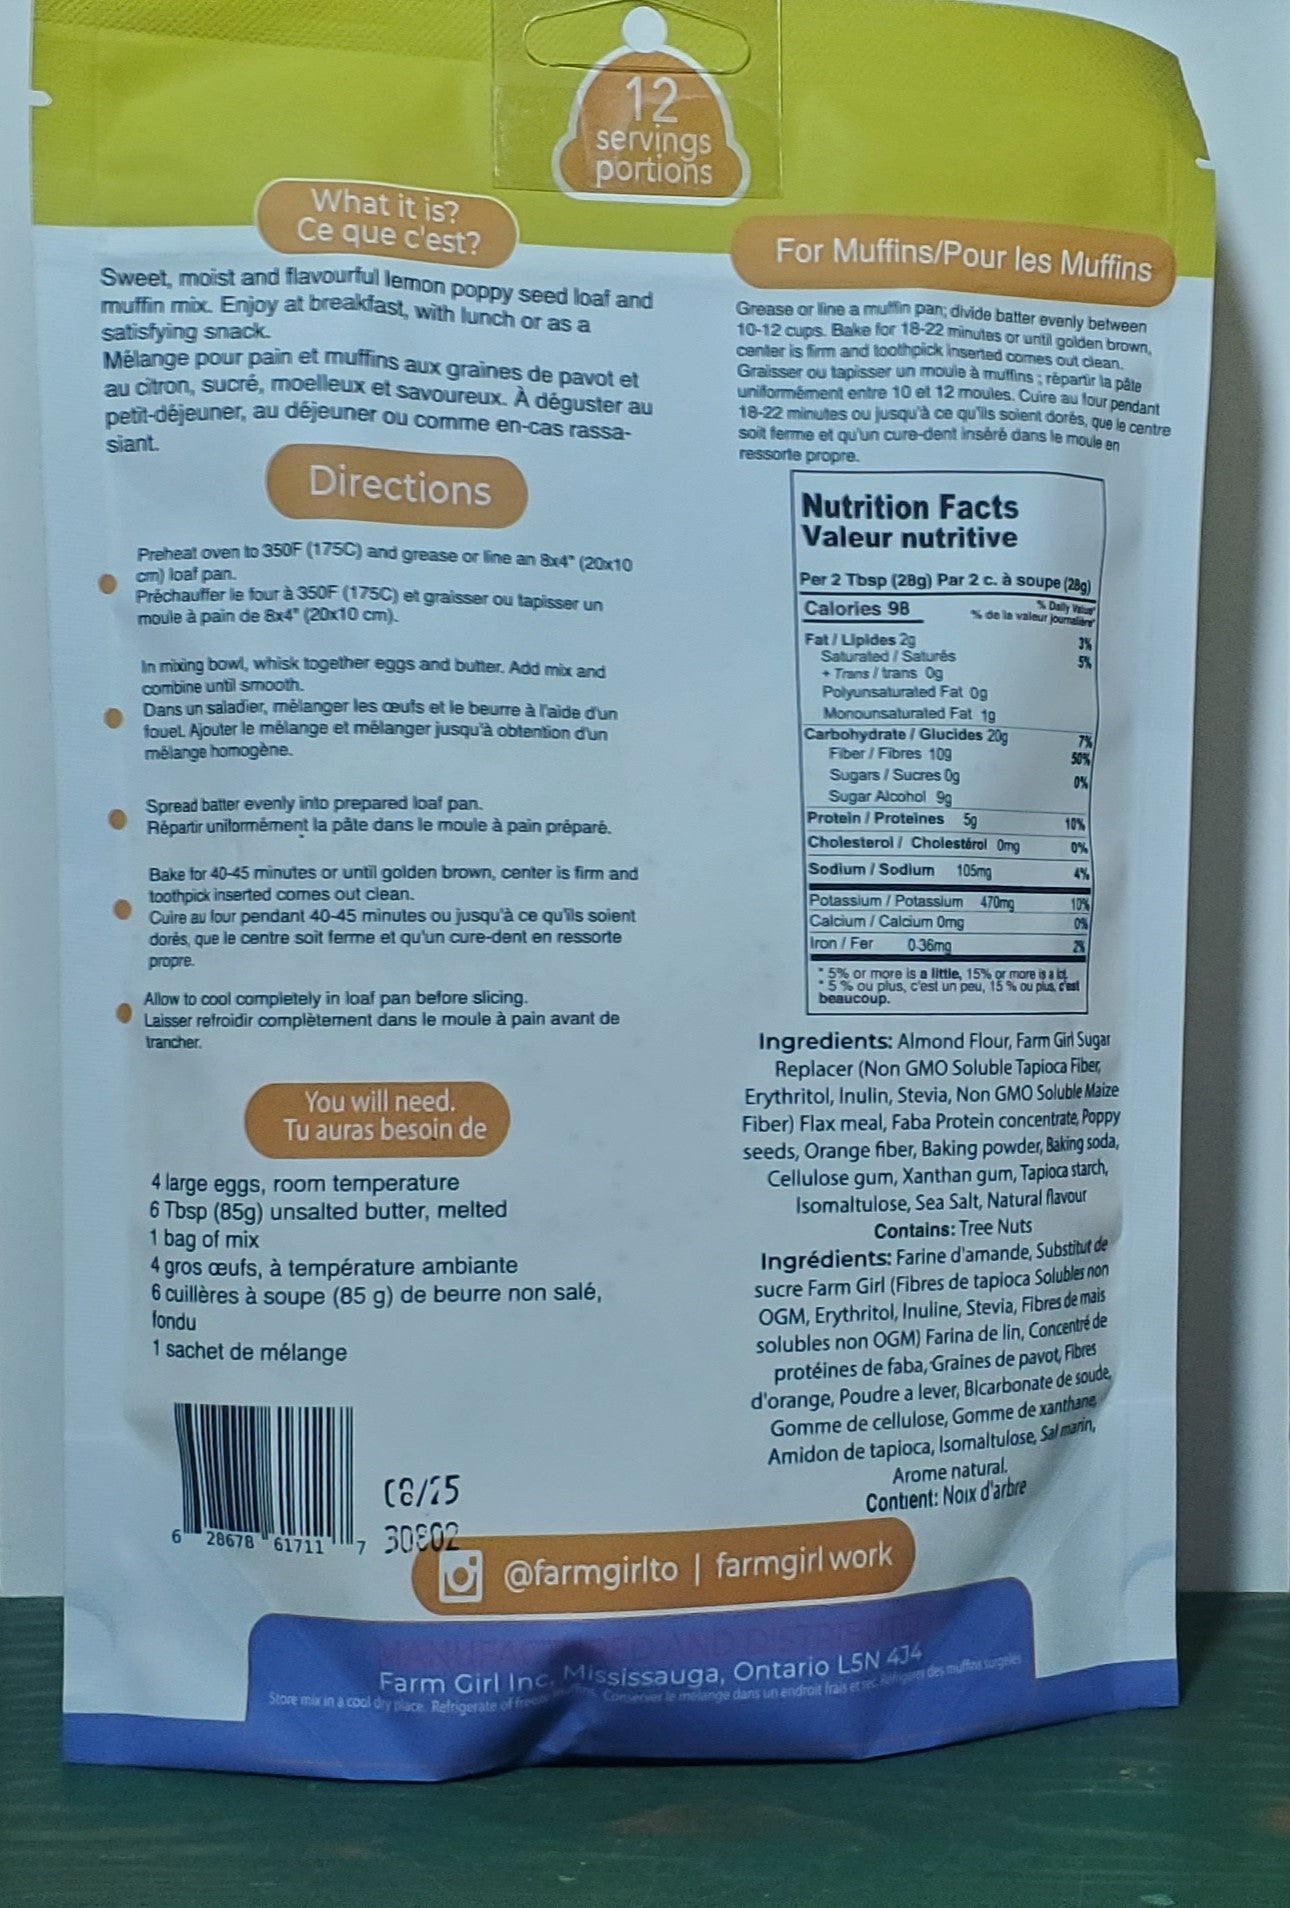 12
servings
portions
What it is?
Ce que c'est?
Sweet, moist and flavourful lemon poppy seed loaf and
muffin mix. Enjoy at breakfast, with lunch or as a
satisfying snack.
Mélange pour pain et muffins aux graines de pavot et
au citron, sucré, moelleux et savoureux. À déguster au
petit-déjeuner, au déjeuner ou comme en-cas rassa-
siant.
Directions
Preheat oven to 350F (175C) and grease or line an 8x4" (20x10
cm) loaf pan.
Préchauffer le four à 350F (175C) et graisser ou tapisser un
moule à pain de 8x4" (20x10 cm).
In mixing bowl, whisk together eggs and butter. Add mix and
combine until smooth.
Dans un saladier, mélanger les œufs et le beurre à l'aide d'un
fouet. Ajouter le mélange et mélanger jusqu'à obtention d'un
mélange homogène.
Spread batter evenly into prepared loaf pan.
Répartir uniformément la pâte dans le moule à pain préparé.
Bake for 40-45 minutes or until golden brown, center is firm and
toothpick inserted comes out clean.
Cuire au four pendant 40-45 minutes ou jusqu'à ce qu'ils soient
dorés, que le centre soit ferme et qu'un cure-dent en ressorte
propre.
Allow to cool completely in loaf pan before slicing.
Laisser refroidir complètement dans le moule à pain avant de
trancher.
You will need.
Tu auras besoin de
4 large eggs, room temperature
6 Tbsp (85g) unsalted butter, melted
1 bag of mix
4 gros œufs, à température ambiante
6 cuillères à soupe (85 g) de beurre non salé,
fondu
1 sachet de mélange
6 28678 61711 7
08/25
30802
For Muffins/Pour les Muffins
Grease or line a muffin pan; divide batter evenly between
10-12 cups. Bake for 18-22 minutes or until golden brown,
center is firm and toothpick inserted comes out clean.
Graisser ou tapisser un moule à muffins ; répartir la pâte
uniformément entre 10 et 12 moules. Cuire au four pendant
18-22 minutes ou jusqu'à ce qu'ils soient dorés, que le centre
soit ferme et qu'un cure-dent inséré dans le moule en
ressorte propre.
Nutrition Facts
Valeur nutritive
Per 2 Tbsp (28g) Par 2 c. à soupe (28g)
% Daily Value*
Calories 98 % de la valeur journalière*
Fat / Lipides 2g 3%
Saturated / Saturés 5%
+ Trans / trans 0g
Polyunsaturated Fat 0g
Monounsaturated Fat 1g
Carbohydrate / Glucides 20g 7%
Fiber / Fibres 10g 50%
Sugars / Sucres 0g 0%
Sugar Alcohol 9g
Protein / Proteines 5g 10%
Cholesterol / Cholestérol 0mg 0%
Sodium / Sodium 105mg 4%
Potassium / Potassium 470mg 10%
Calcium / Calcium 0mg 0%
Iron / Fer 0.36mg 2%
* 5% or more is a little, 15% or more is a lot
* 5 % ou plus, c'est un peu, 15 % ou plus, c'est
beaucoup.
Ingredients: Almond Flour, Farm Girl Sugar
Replacer (Non GMO Soluble Tapioca Fiber,
Erythritol, Inulin, Stevia, Non GMO Soluble Maize
Fiber) Flax meal, Faba Protein concentrate, Poppy
seeds, Orange fiber, Baking powder, Baking soda,
Cellulose gum, Xanthan gum, Tapioca starch,
Isomaltulose, Sea Salt, Natural flavour
Contains: Tree Nuts
Ingrédients: Farine d'amande, Substitut de
sucre Farm Girl (Fibres de tapioca Solubles non
OGM, Erythritol, Inuline, Stevia, Fibres de mais
solubles non OGM) Farina de lin, Concentré de
protéines de faba, Graines de pavot, Fibres
d'orange, Poudre a lever, Bicarbonate de soude,
Gomme de cellulose, Gomme de xanthane,
Amidon de tapioca, Isomaltulose, Sal marin,
Arome natural.
Contient: Noix d'arbre
@farmgirlto | farmgirl work
MANUFACTURED AND DISTRIBUTED
Farm Girl Inc, Mississauga, Ontario L5N 4J4
Store mix in a cool dry place. Refrigerate of freeze muffins. Conserver le melange dans un endroit frais et sec. Réfrigerer des muffins surgelés